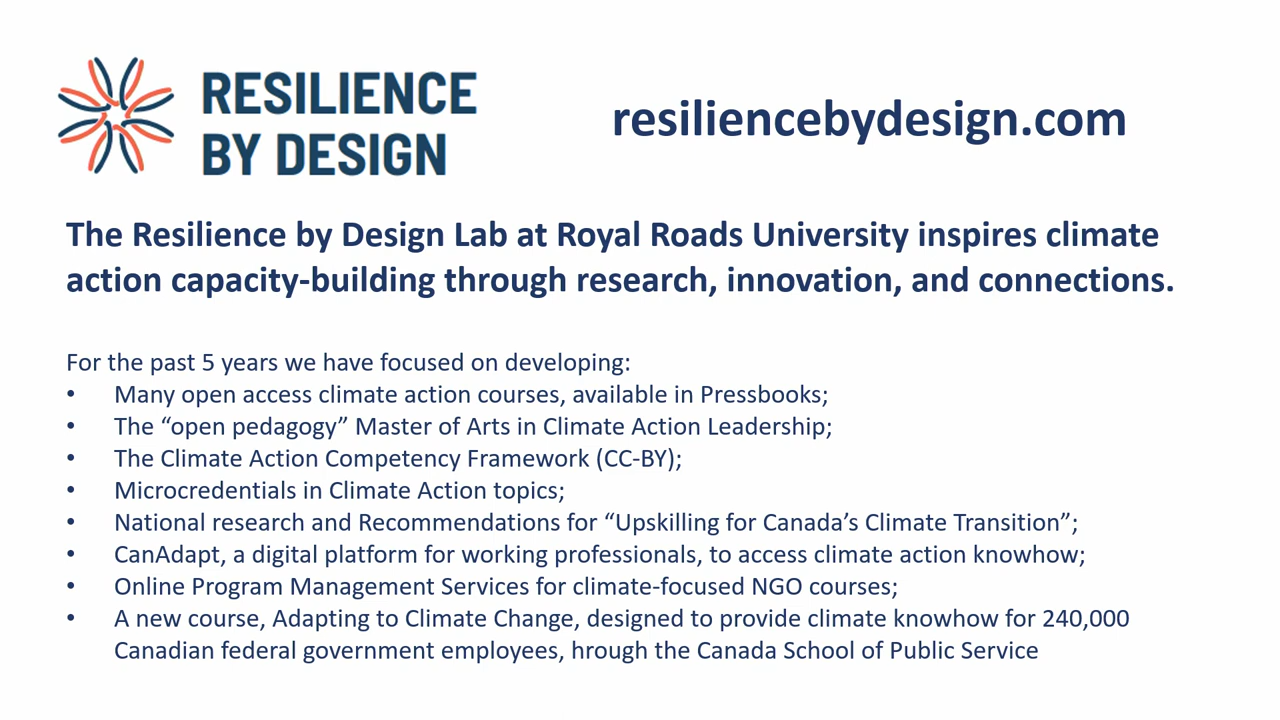 RESILIENCE
BY DESIGN
resiliencebydesign.com
The Resilience by Design Lab at Royal Roads University inspires climate
action capacity-building through research, innovation, and connections.
For the past 5 years we have focused on developing:
• Many open access climate action courses, available in Pressbooks;
• The “open pedagogy” Master of Arts in Climate Action Leadership;
• The Climate Action Competency Framework (CC-BY);
• Microcredentials in Climate Action topics;
• National research and Recommendations for “Upskilling for Canada’s Climate Transition”;
• CanAdapt, a digital platform for working professionals, to access climate action knowhow;
• Online Program Management Services for climate-focused NGO courses;
• A new course, Adapting to Climate Change, designed to provide climate knowhow for 240,000
Canadian federal government employees, hrough the Canada School of Public Service